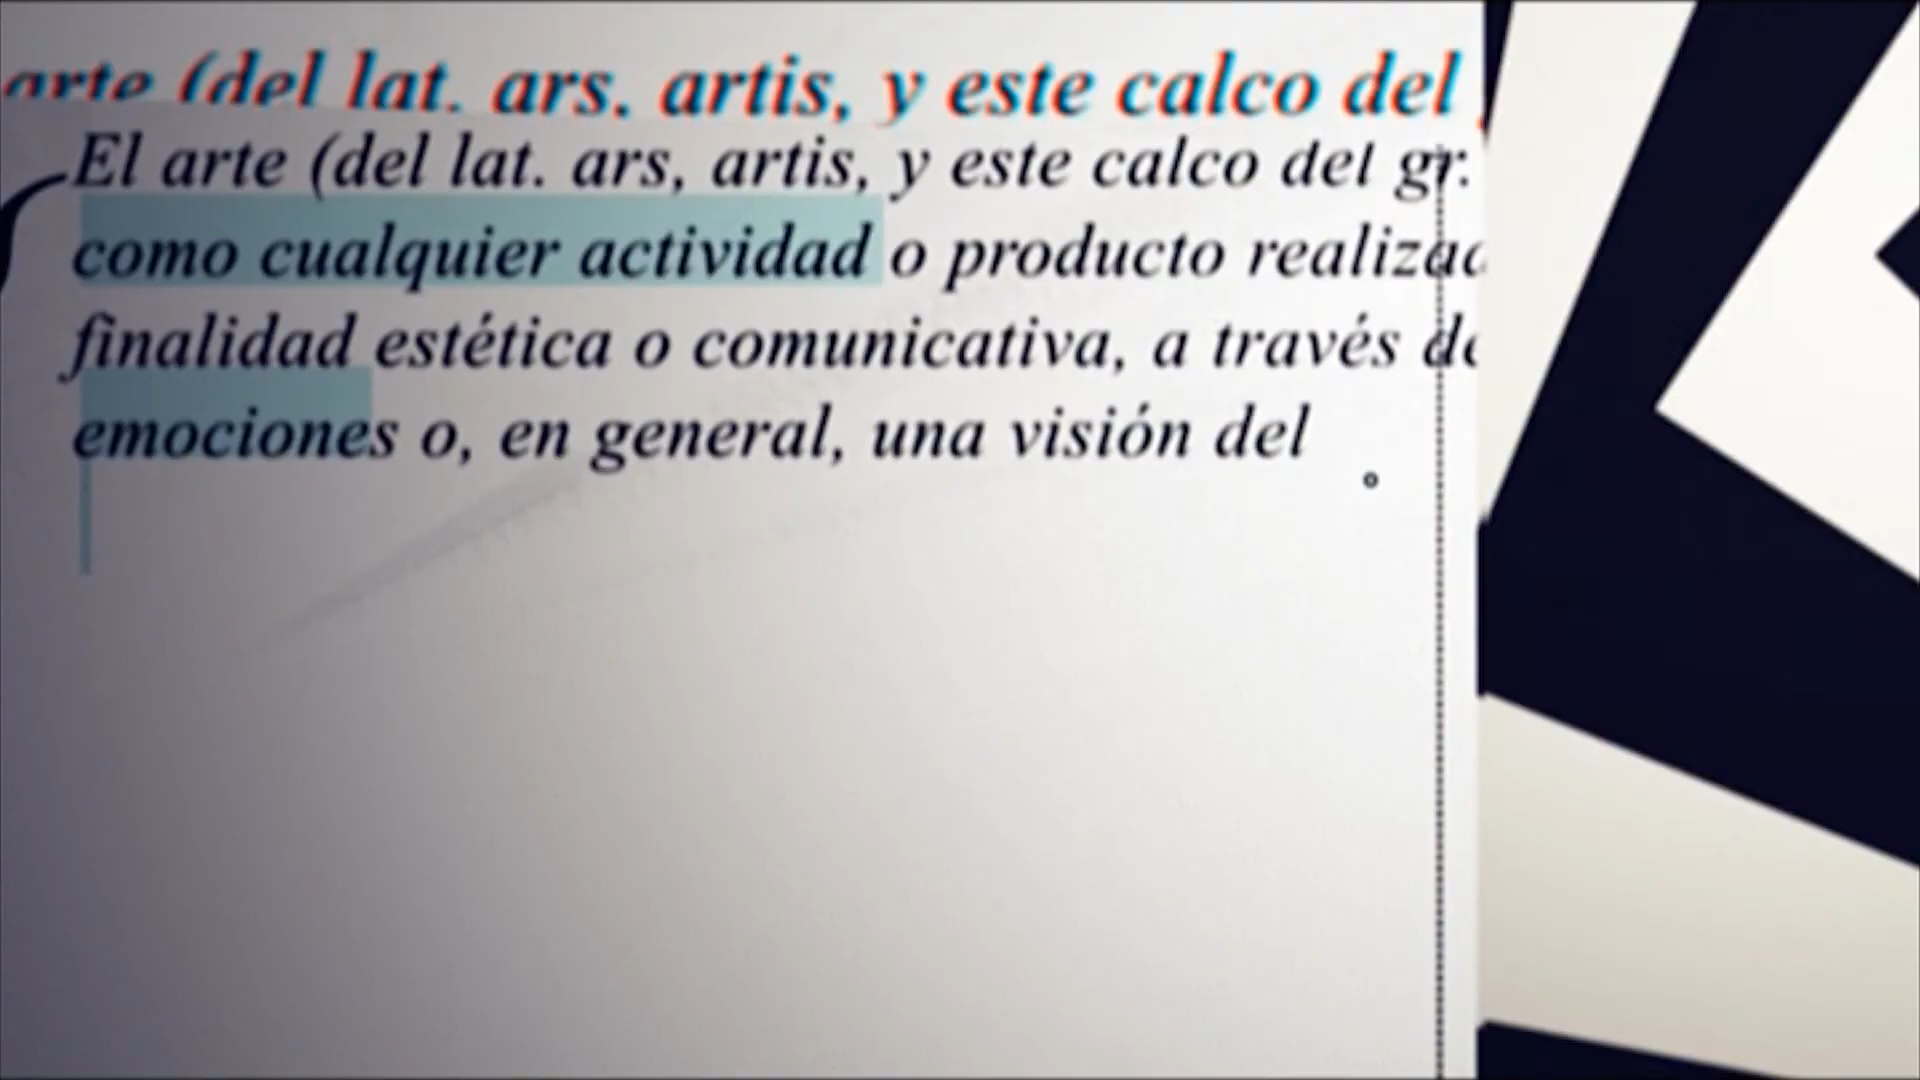 arte (del lat. ars. artis, y este calco del
El arte (del lat. ars, artis, y este calco del gr.
como cualquier actividad o producto
finalidad estética o comunicativa, a través
emociones o, en general, una visión del